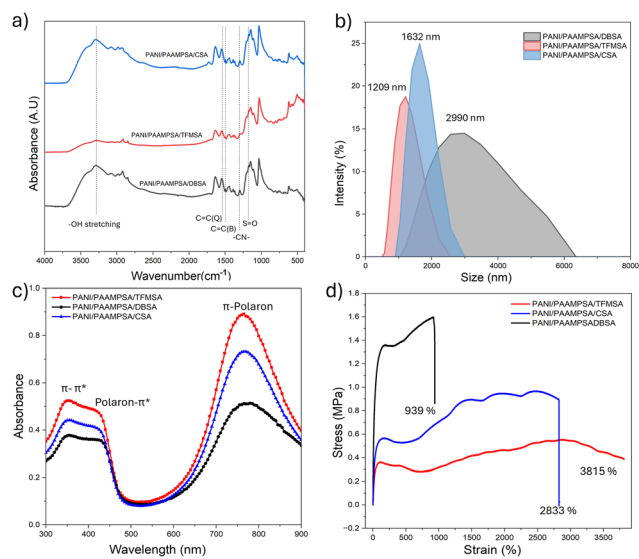 a)
Absorbance (A.U)
PANI/PAAMPSA/CSA
PANI/PAAMPSA/TFMSA
PANI/PAAMPSA/DBSA
-OH stretching
C=C(Q)
C=C(B)
-CN-
S=O
4000 3500 3000 2500 2000 1500 1000 500
Wavenumber(cm-1)
b)
Intensity (%)
25
20
15
10
5
0
PANI/PAAMPSA/DBSA
PANI/PAAMPSA/TFMSA
PANI/PAAMPSA/CSA
1632 nm
1209 nm
2990 nm
0 2000 4000 6000 8000
Size (nm)
c)
Absorbance
1.0
0.8
0.6
0.4
0.2
0.0
PANI/PAAMPSA/TFMSA
PANI/PAAMPSA/DBSA
PANI/PAAMPSA/CSA
π-Polaron
π- π*
Polaron-π*
300 400 500 600 700 800 900
Wavelength (nm)
d)
Stress (MPa)
1.6
1.4
1.2
1.0
0.8
0.6
0.4
0.2
0.0
−0.2
PANI/PAAMPSA/TFMSA
PANI/PAAMPSA/CSA
PANI/PAAMPSADBSA
939 %
3815 %
2833 %
0 500 1000 1500 2000 2500 3000 3500
Strain (%)